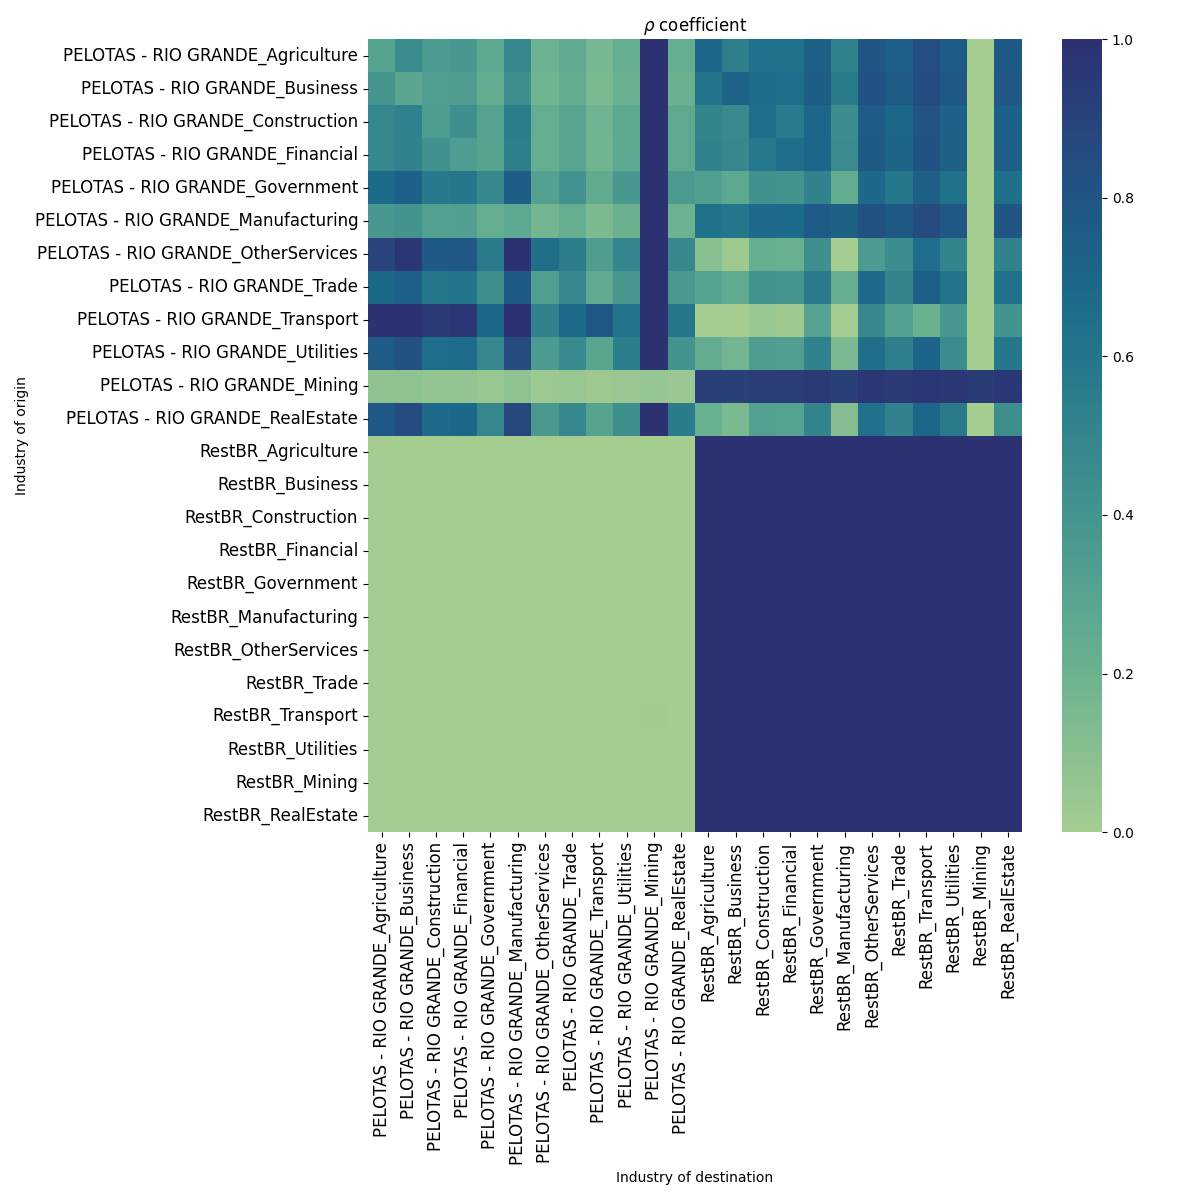 ρ coefficient
PELOTAS - RIO GRANDE_Agriculture
PELOTAS - RIO GRANDE_Business
PELOTAS - RIO GRANDE_Construction
PELOTAS - RIO GRANDE_Financial
PELOTAS - RIO GRANDE_Government
PELOTAS - RIO GRANDE_Manufacturing
PELOTAS - RIO GRANDE_OtherServices
PELOTAS - RIO GRANDE_Trade
PELOTAS - RIO GRANDE_Transport
PELOTAS - RIO GRANDE_Utilities
PELOTAS - RIO GRANDE_Mining
PELOTAS - RIO GRANDE_RealEstate
RestBR_Agriculture
RestBR_Business
RestBR_Construction
RestBR_Financial
RestBR_Government
RestBR_Manufacturing
RestBR_OtherServices
RestBR_Trade
RestBR_Transport
RestBR_Utilities
RestBR_Mining
RestBR_RealEstate
Industry of origin
PELOTAS - RIO GRANDE_Agriculture
PELOTAS - RIO GRANDE_Business
PELOTAS - RIO GRANDE_Construction
PELOTAS - RIO GRANDE_Financial
PELOTAS - RIO GRANDE_Government
PELOTAS - RIO GRANDE_Manufacturing
PELOTAS - RIO GRANDE_OtherServices
PELOTAS - RIO GRANDE_Trade
PELOTAS - RIO GRANDE_Transport
PELOTAS - RIO GRANDE_Utilities
PELOTAS - RIO GRANDE_Mining
PELOTAS - RIO GRANDE_RealEstate
RestBR_Agriculture
RestBR_Business
RestBR_Construction
RestBR_Financial
RestBR_Government
RestBR_Manufacturing
RestBR_OtherServices
RestBR_Trade
RestBR_Transport
RestBR_Utilities
RestBR_Mining
RestBR_RealEstate
Industry of destination
1.0
0.8
0.6
0.4
0.2
0.0